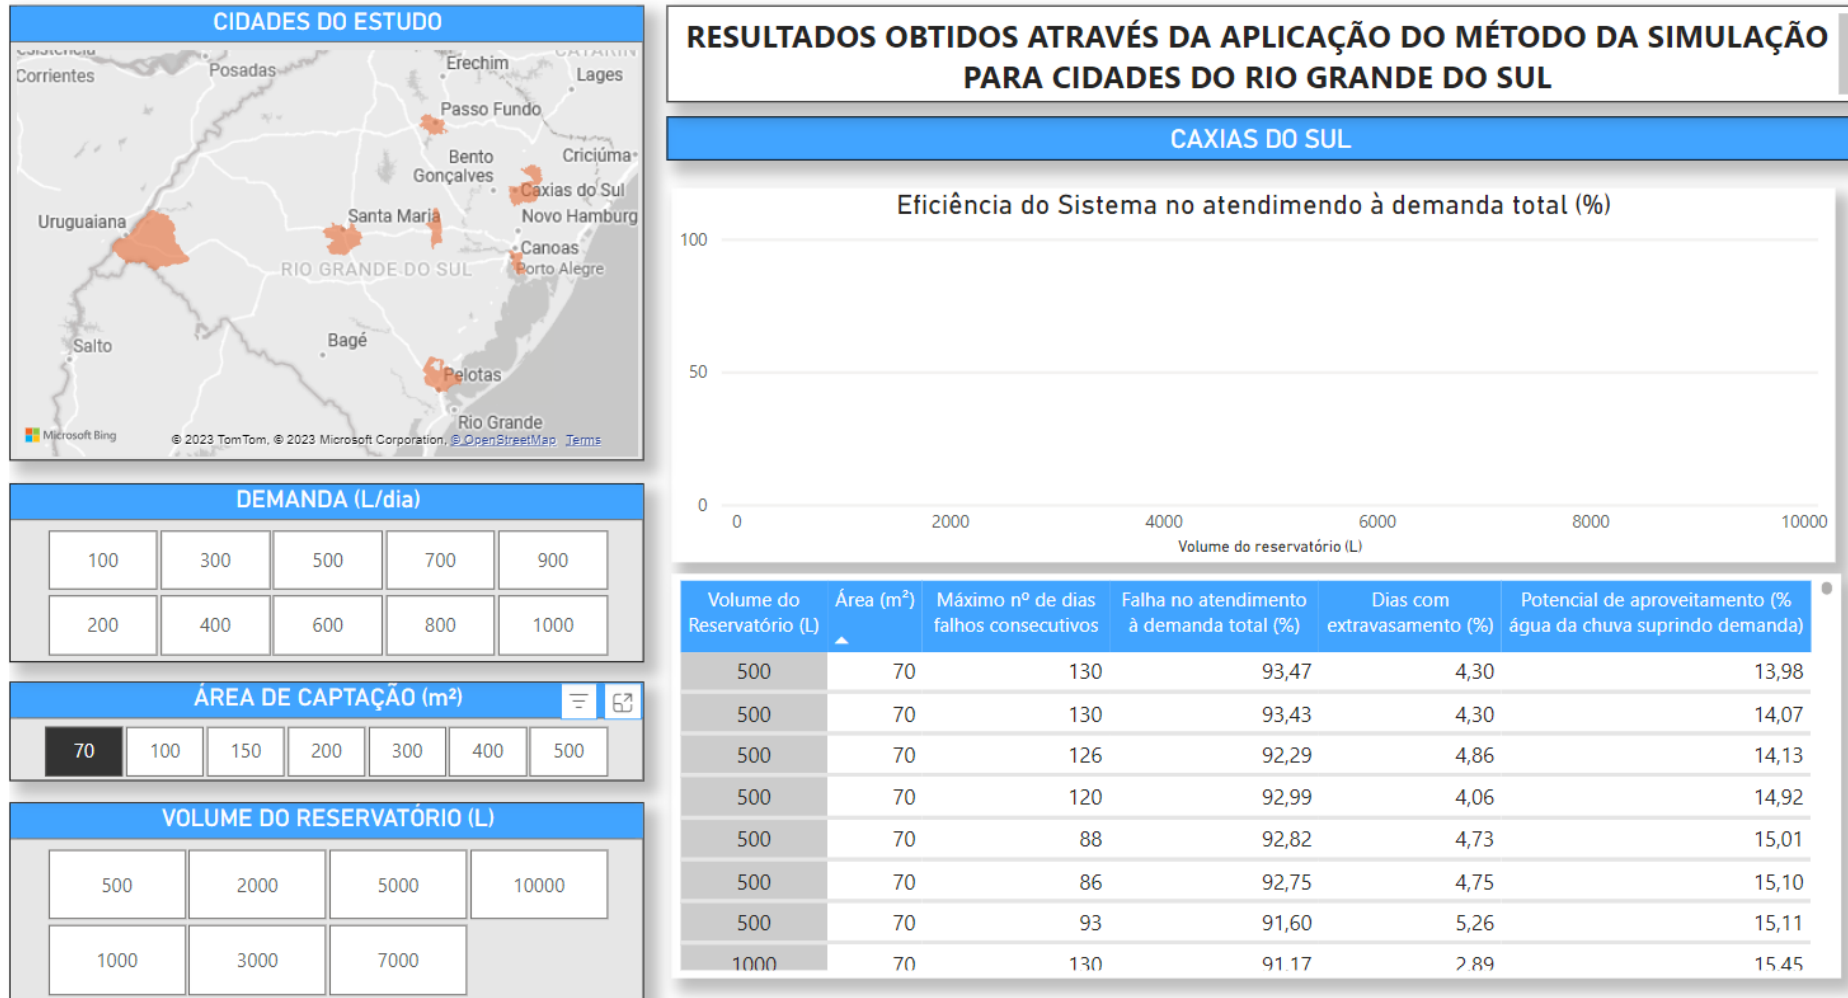 CIDADES DO ESTUDO
CATARIN
Corrientes
Posadas
Erechim
Lages
Passo Fundo
Bento
Gonçalves
Criciúma
Caxias do Sul
Uruguaiana
Santa Maria
Novo Hamburg
Canoas
RIO GRANDE DO SUL
Porto Alegre
Salto
Bagé
Pelotas
Rio Grande
Microsoft Bing
© 2023 TomTom, © 2023 Microsoft Corporation, © OpenStreetMap Terms
DEMANDA (L/dia)
100 300 500 700 900
200 400 600 800 1000
ÁREA DE CAPTAÇÃO (m²)
70 100 150 200 300 400 500
VOLUME DO RESERVATÓRIO (L)
500 2000 5000 10000
1000 3000 7000
RESULTADOS OBTIDOS ATRAVÉS DA APLICAÇÃO DO MÉTODO DA SIMULAÇÃO
PARA CIDADES DO RIO GRANDE DO SUL
CAXIAS DO SUL
Eficiência do Sistema no atendimendo à demanda total (%)
100
50
0
0 2000 4000 6000 8000 10000
Volume do reservatório (L)
Volume do Reservatório (L) Área (m²) Máximo nº de dias falhos consecutivos Falha no atendimento à demanda total (%) Dias com extravasamento (%) Potencial de aproveitamento (% água da chuva suprindo demanda)
500 70 130 93,47 4,30 13,98
500 70 130 93,43 4,30 14,07
500 70 126 92,29 4,86 14,13
500 70 120 92,99 4,06 14,92
500 70 88 92,82 4,73 15,01
500 70 86 92,75 4,75 15,10
500 70 93 91,60 5,26 15,11
1000 70 130 91,17 2,89 15,45